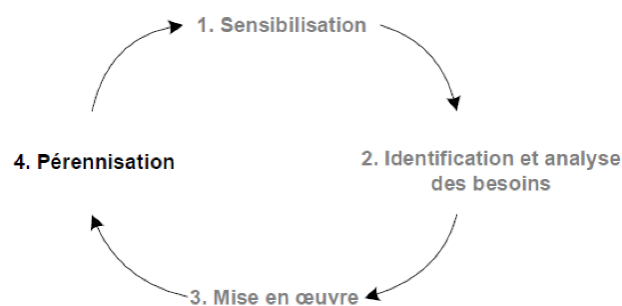 1. Sensibilisation
2. Identification et analyse
des besoins
3. Mise en œuvre
4. Pérennisation